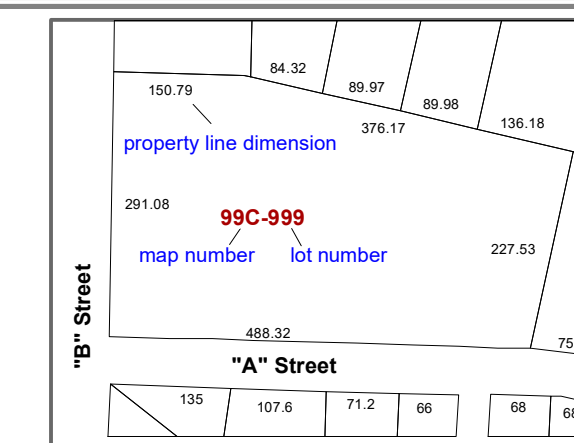 84.32
150.79
89.97
89.98
136.18
376.17
property line dimension
291.08
99C-999
map number
lot number
227.53
"B" Street
488.32
75
"A" Street
135
107.6
71.2
66
68
68